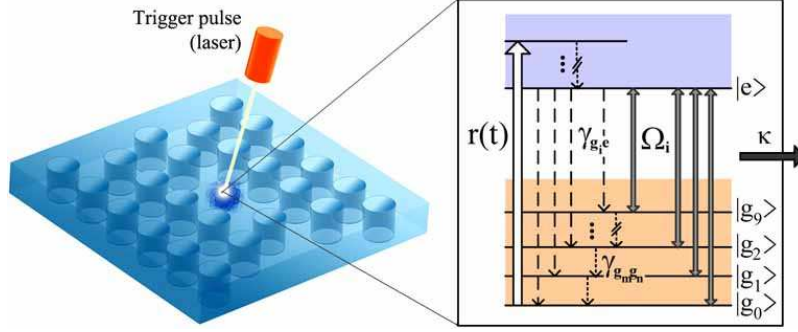 Trigger pulse
(laser)
|e>
r(t)
γgᵢe
Ωᵢ
κ
|g₉>
|g₂>
γgₘgₙ
|g₁>
|g₀>